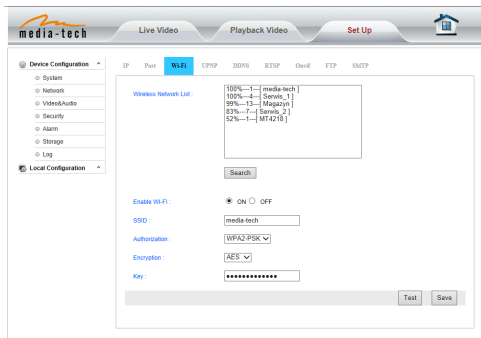 media-tech
Live Video
Playback Video
Set Up
Device Configuration
System
Network
Video&Audio
Security
Alarm
Storage
Log
Local Configuration
IP Port Wi-Fi UPNP DDNS RTSP Onvif FTP SMTP
Wireless Network List :
100%---1---[ media-tech ]
100%---4---[ Serwis_1 ]
99%---13---[ Magazyn ]
83%---7---[ Serwis_2 ]
52%---1---[ MT4218 ]
Search
Enable WI-FI :
ON OFF
SSID :
media-tech
Authorization :
WPA2-PSK
Encryption :
AES
Key :
•••••••••••••
Test Save